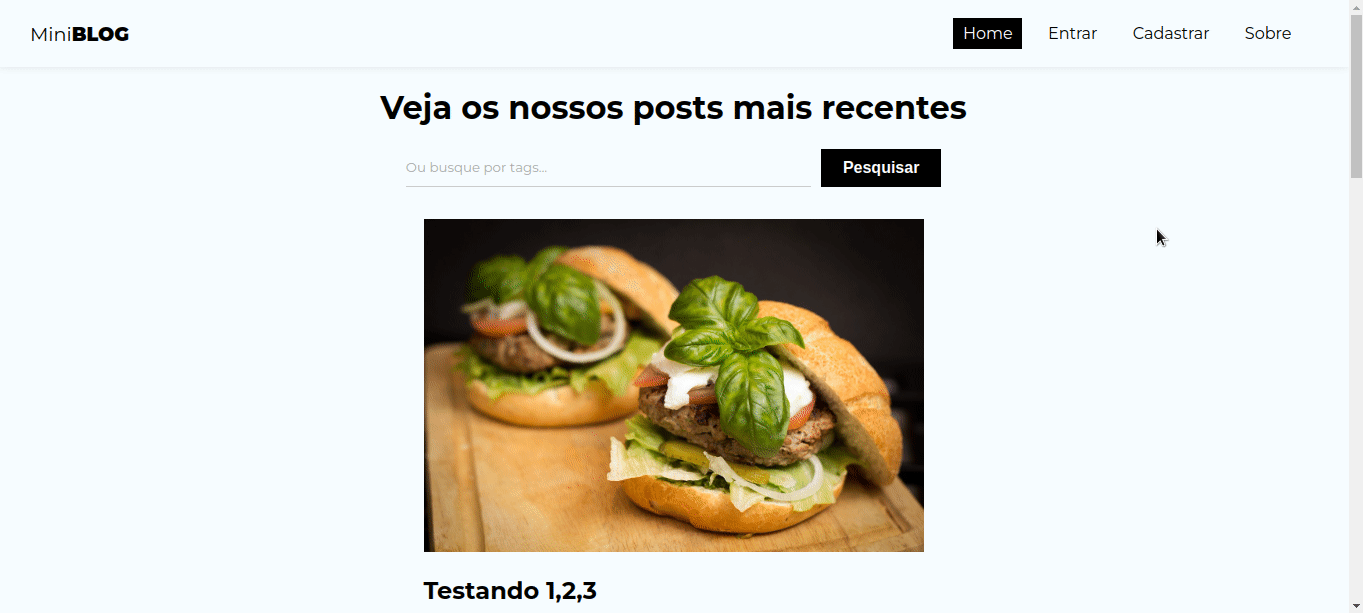 MiniBLOG
Home Entrar Cadastrar Sobre
Veja os nossos posts mais recentes
Ou busque por tags...
Pesquisar
Testando 1,2,3